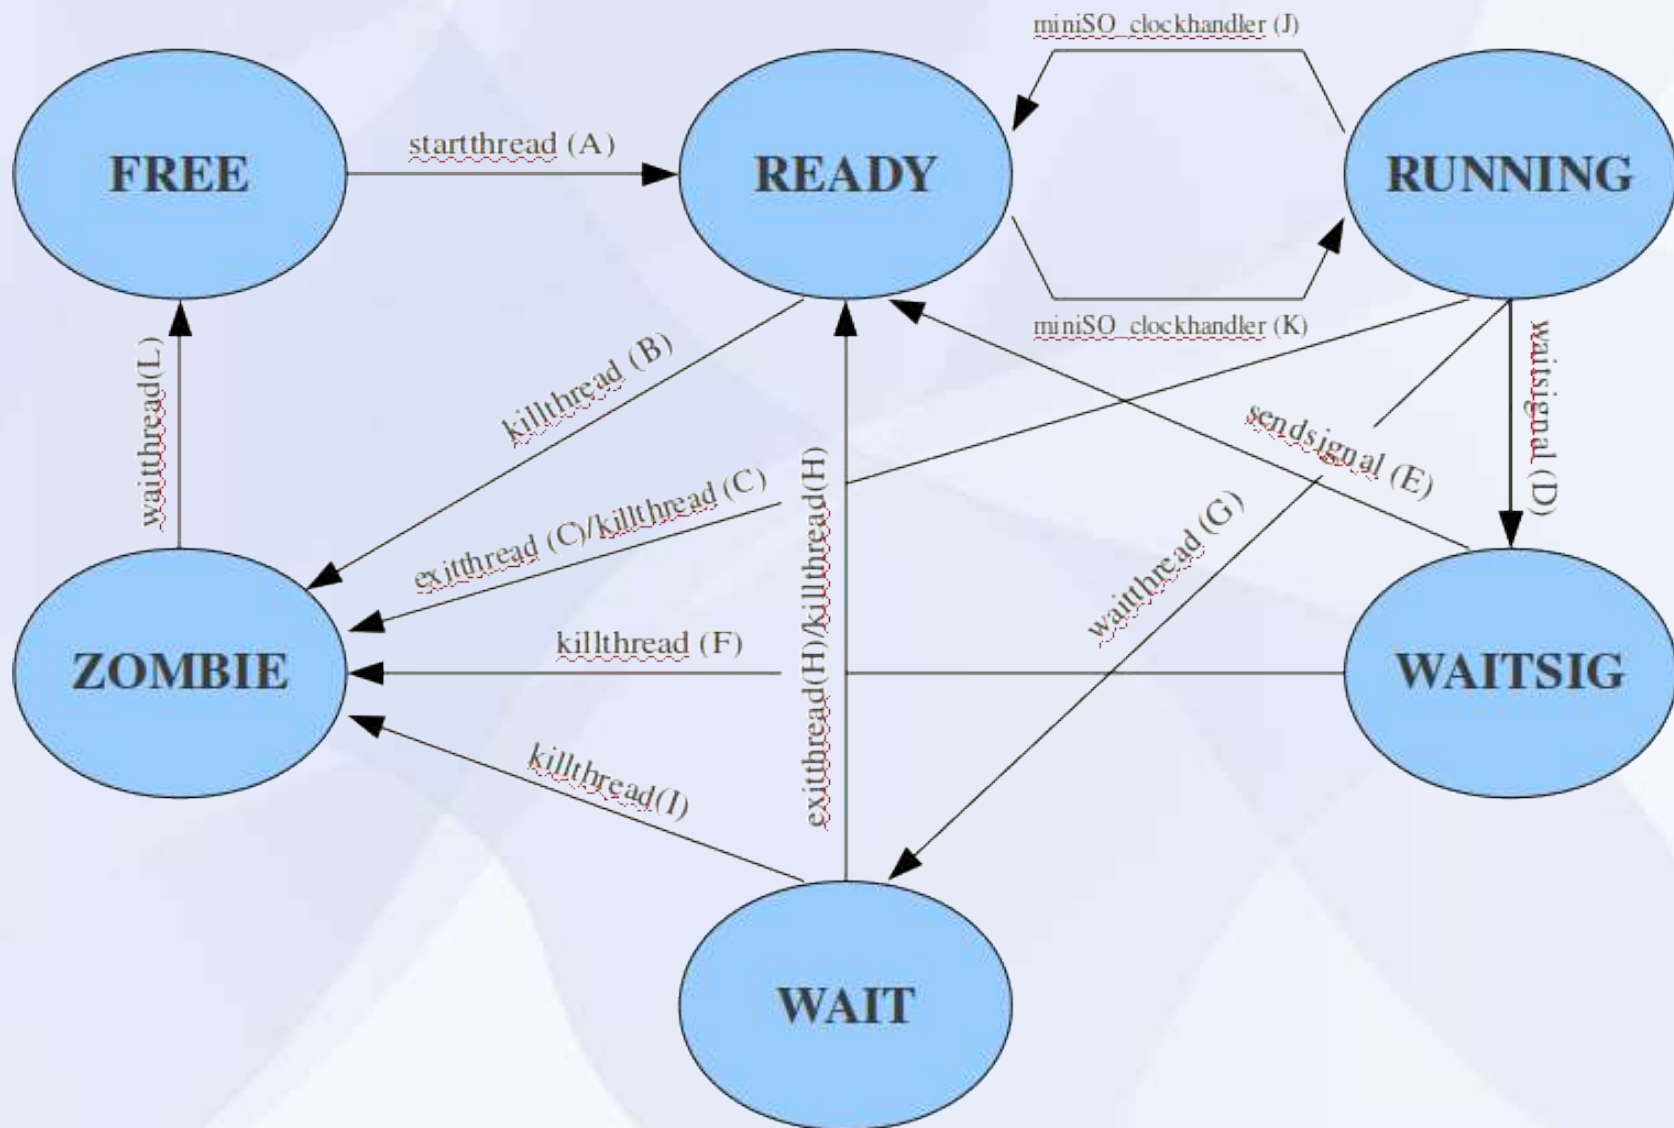 miniSO_clockhandler (J)
FREE
startthread (A)
READY
RUNNING
miniSO_clockhandler (K)
waitthread(L)
killthread (B)
waitsignal (D)
sendsignal (E)
exitthread (C)/killthread (C)
exitthread(H)/killthread(H)
waitthread (G)
ZOMBIE
killthread (F)
WAITSIG
killthread(I)
WAIT